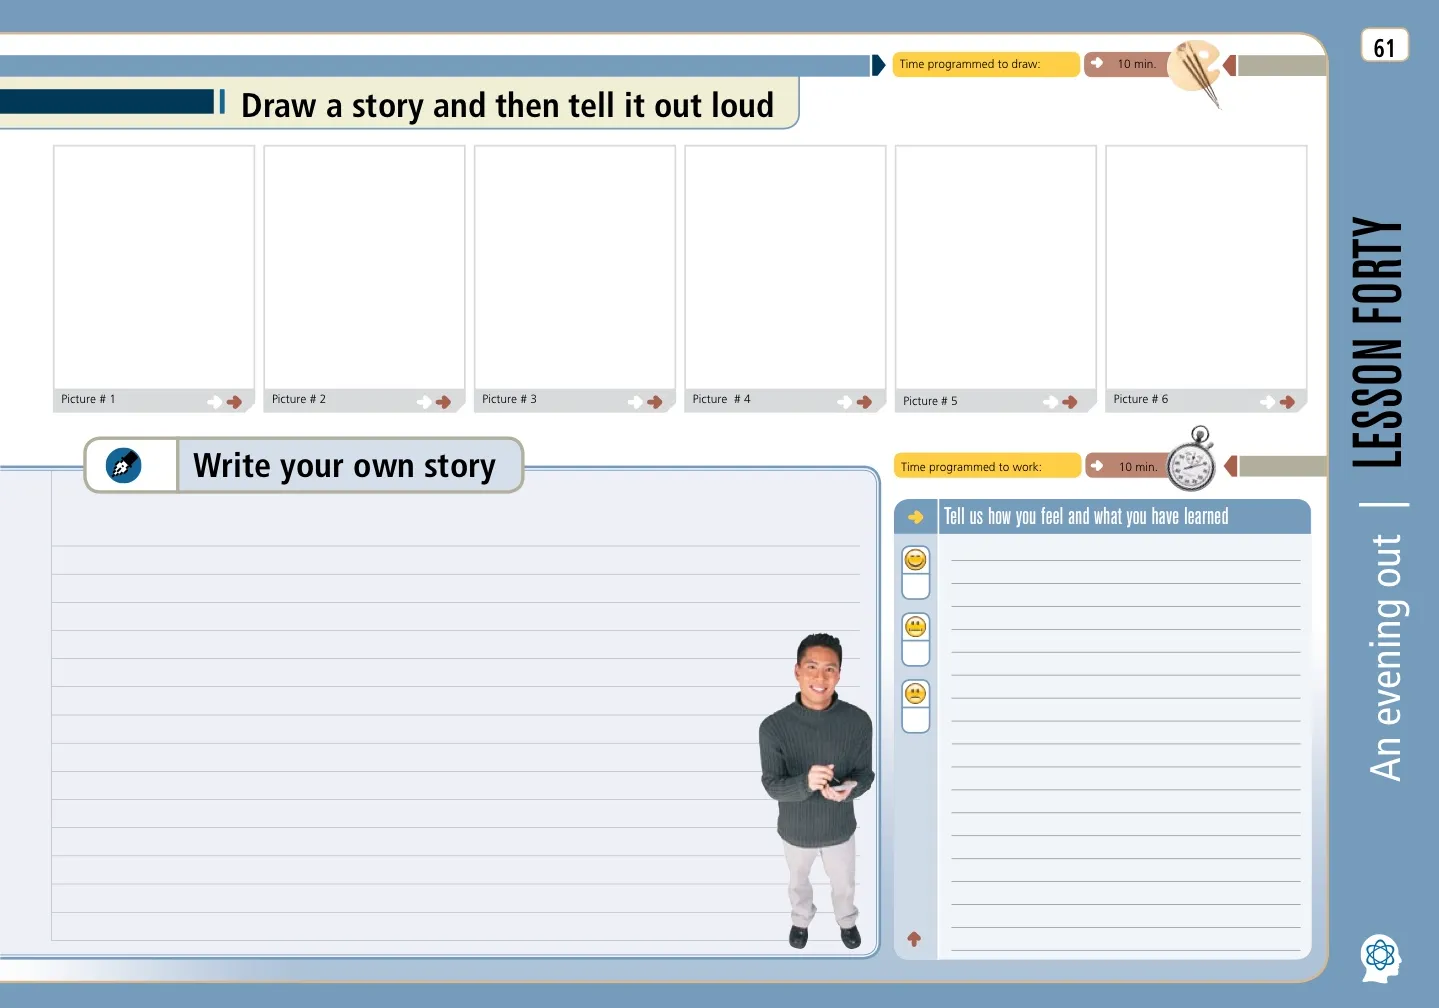 61
Time programmed to draw:
10 min.
Draw a story and then tell it out loud
Picture # 1
Picture # 2
Picture # 3
Picture  # 4
Picture # 5
Picture # 6
Write your own story
Time programmed to work:
10 min.
Tell us how you feel and what you have learned
LESSON FORTY
An evening out